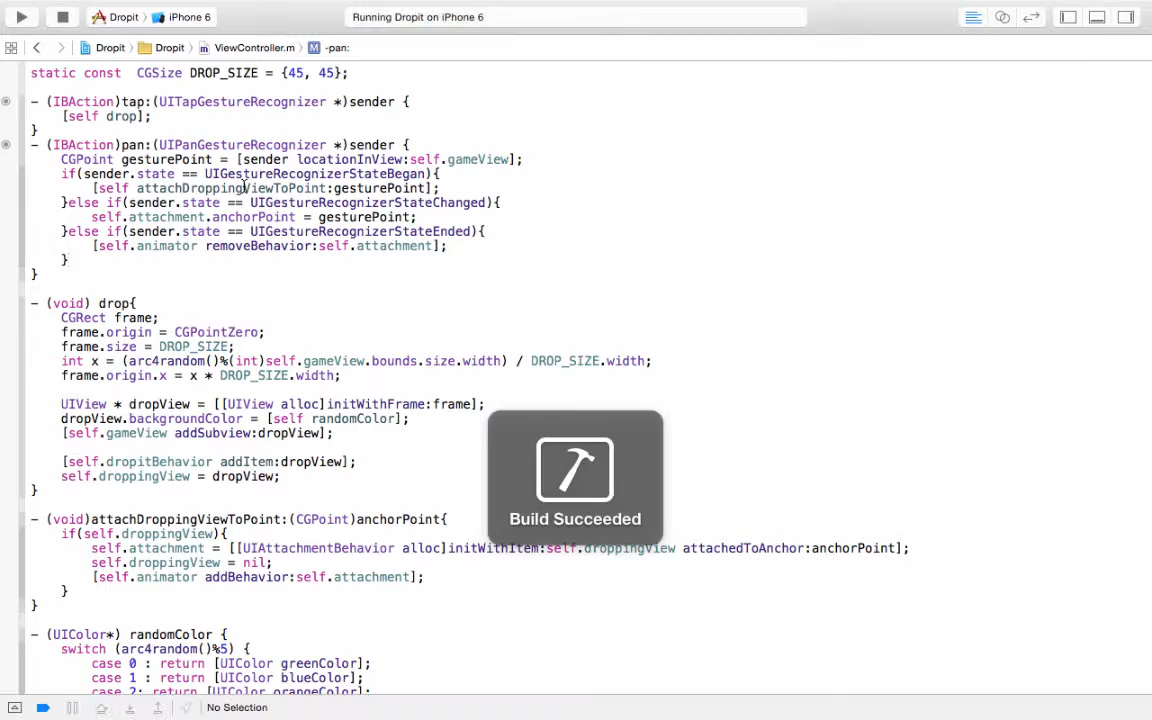 Dropit iPhone 6 Running Dropit on iPhone 6
Dropit Dropit ViewController.m M -pan:
static const  CGSize DROP_SIZE = {45, 45};
- (IBAction)tap:(UITapGestureRecognizer *)sender {
[self drop];
}
- (IBAction)pan:(UIPanGestureRecognizer *)sender {
CGPoint gesturePoint = [sender locationInView:self.gameView];
if(sender.state == UIGestureRecognizerStateBegan){
[self attachDroppingViewToPoint:gesturePoint];
}else if(sender.state == UIGestureRecognizerStateChanged){
self.attachment.anchorPoint = gesturePoint;
}else if(sender.state == UIGestureRecognizerStateEnded){
[self.animator removeBehavior:self.attachment];
}
}
- (void) drop{
CGRect frame;
frame.origin = CGPointZero;
frame.size = DROP_SIZE;
int x = (arc4random()%(int)self.gameView.bounds.size.width) / DROP_SIZE.width;
frame.origin.x = x * DROP_SIZE.width;
UIView * dropView = [[UIView alloc]initWithFrame:frame];
dropView.backgroundColor = [self randomColor];
[self.gameView addSubview:dropView];
[self.dropitBehavior addItem:dropView];
self.droppingView = dropView;
}
Build Succeeded
- (void)attachDroppingViewToPoint:(CGPoint)anchorPoint{
if(self.droppingView){
self.attachment = [[UIAttachmentBehavior alloc]initWithItem:self.droppingView attachedToAnchor:anchorPoint];
self.droppingView = nil;
[self.animator addBehavior:self.attachment];
}
}
- (UIColor*) randomColor {
switch (arc4random()%5) {
case 0 : return [UIColor greenColor];
case 1 : return [UIColor blueColor];
case 2: return [UIColor orangeColor];
No Selection